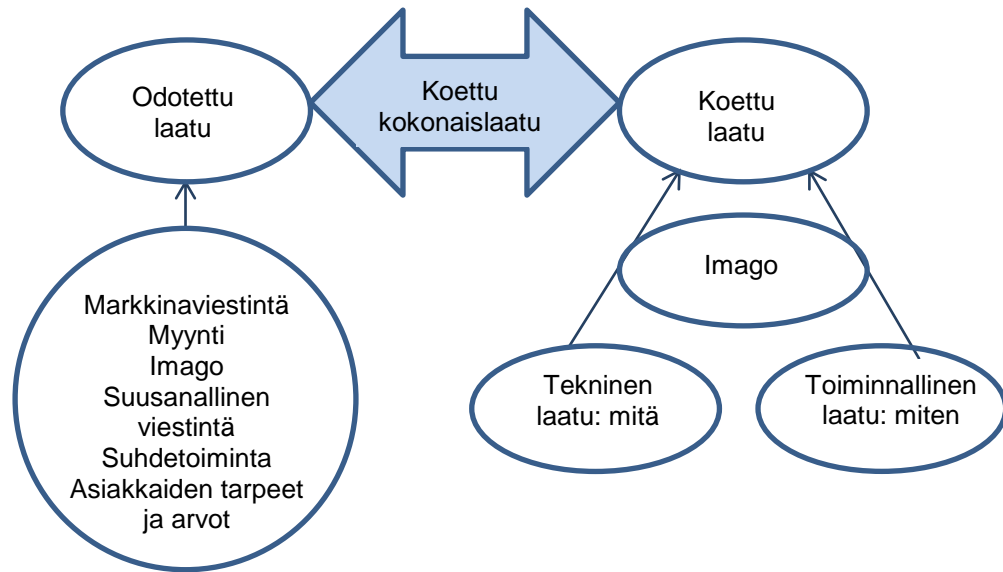 Odotettu
laatu
Koettu
kokonaislaatu
Koettu
laatu
Imago
Markkinaviestintä
Myynti
Imago
Suusanallinen
viestintä
Suhdetoiminta
Asiakkaiden tarpeet
ja arvot
Tekninen
laatu: mitä
Toiminnallinen
laatu: miten